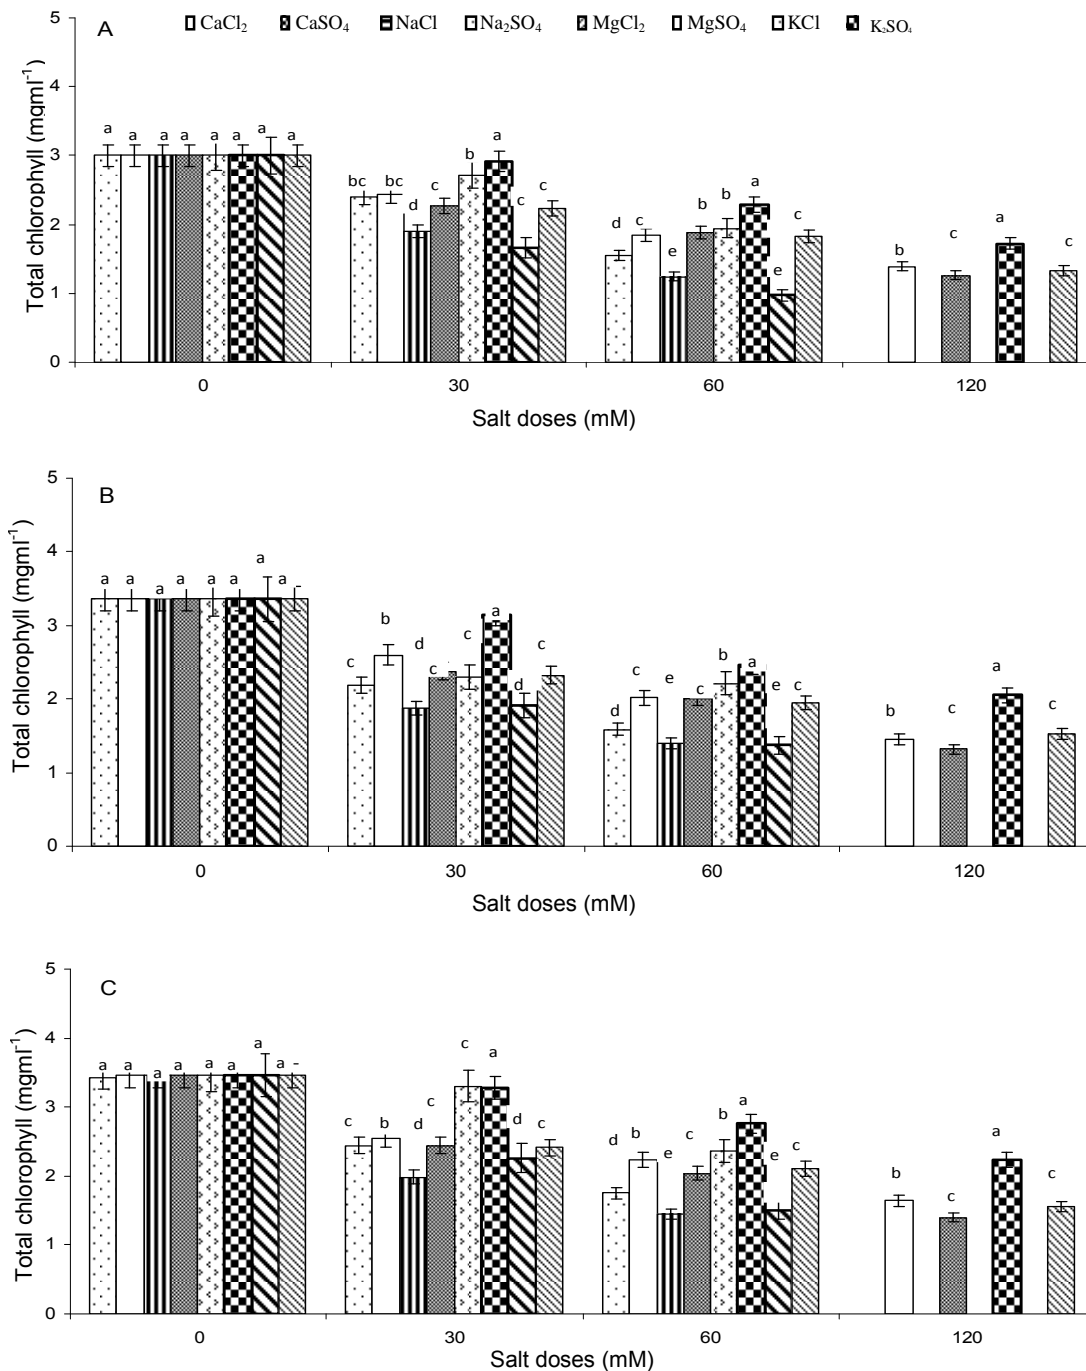 A
CaCl₂ CaSO₄ NaCl Na₂SO₄ MgCl₂ MgSO₄ KCl K₂SO₄
Total chlorophyll (mgml⁻¹)
5
4
3
2
1
0
a a a a a a a a
bc bc d c b a c c
d c e b b a e c
b c a c
0 30 60 120
Salt doses (mM)
B
Total chlorophyll (mgml⁻¹)
5
4
3
2
1
0
a a a a a a a a
c b d c c a d c
d c e c b a e c
b c a c
0 30 60 120
Salt doses (mM)
C
Total chlorophyll (mgml⁻¹)
5
4
3
2
1
0
a a a a a a a a
c b d c c a d c
d b e c b a e c
b c a c
0 30 60 120
Salt doses (mM)